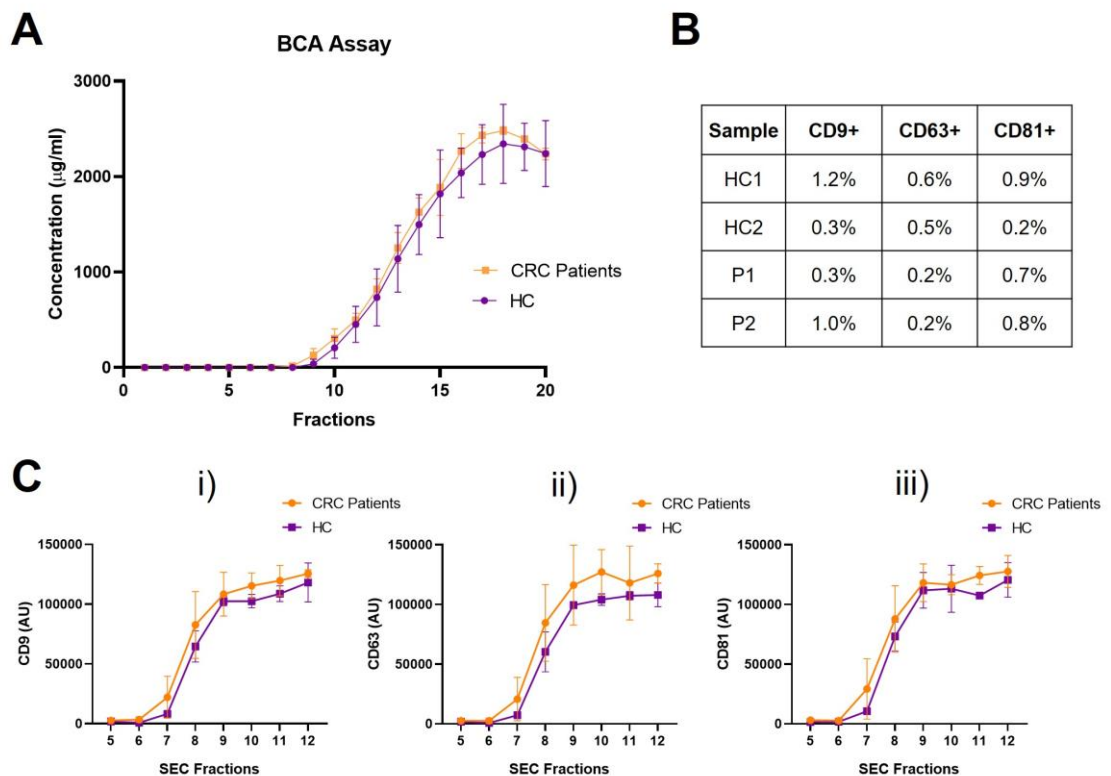 A
BCA Assay
Concentration (μg/ml)
3000
2000
1000
0
0 5 10 15 20
Fractions
CRC Patients
HC
B
Sample CD9+ CD63+ CD81+
HC1 1.2% 0.6% 0.9%
HC2 0.3% 0.5% 0.2%
P1 0.3% 0.2% 0.7%
P2 1.0% 0.2% 0.8%
C
i)
CRC Patients
HC
CD9 (AU)
150000
100000
50000
0
5 6 7 8 9 10 11 12
SEC Fractions
ii)
CRC Patients
HC
CD63 (AU)
150000
100000
50000
0
5 6 7 8 9 10 11 12
SEC Fractions
iii)
CRC Patients
HC
CD81 (AU)
150000
100000
50000
0
5 6 7 8 9 10 11 12
SEC Fractions